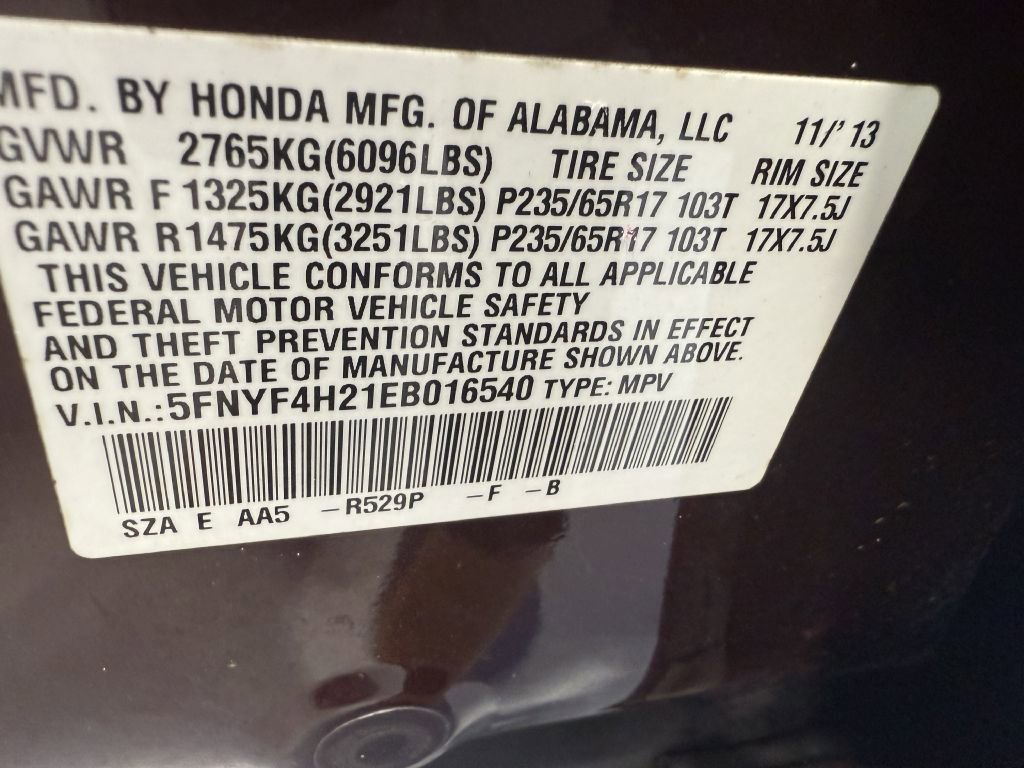 MFD. BY HONDA MFG. OF ALABAMA, LLC 11/'13
GVWR 2765KG(6096LBS) TIRE SIZE RIM SIZE
GAWR F 1325KG(2921LBS) P235/65R17 103T 17X7.5J
GAWR R 1475KG(3251LBS) P235/65R17 103T 17X7.5J
THIS VEHICLE CONFORMS TO ALL APPLICABLE
FEDERAL MOTOR VEHICLE SAFETY
AND THEFT PREVENTION STANDARDS IN EFFECT
ON THE DATE OF MANUFACTURE SHOWN ABOVE.
V.I.N.:5FNYF4H21EB016540 TYPE: MPV
SZA E AA5 -R529P -F -B